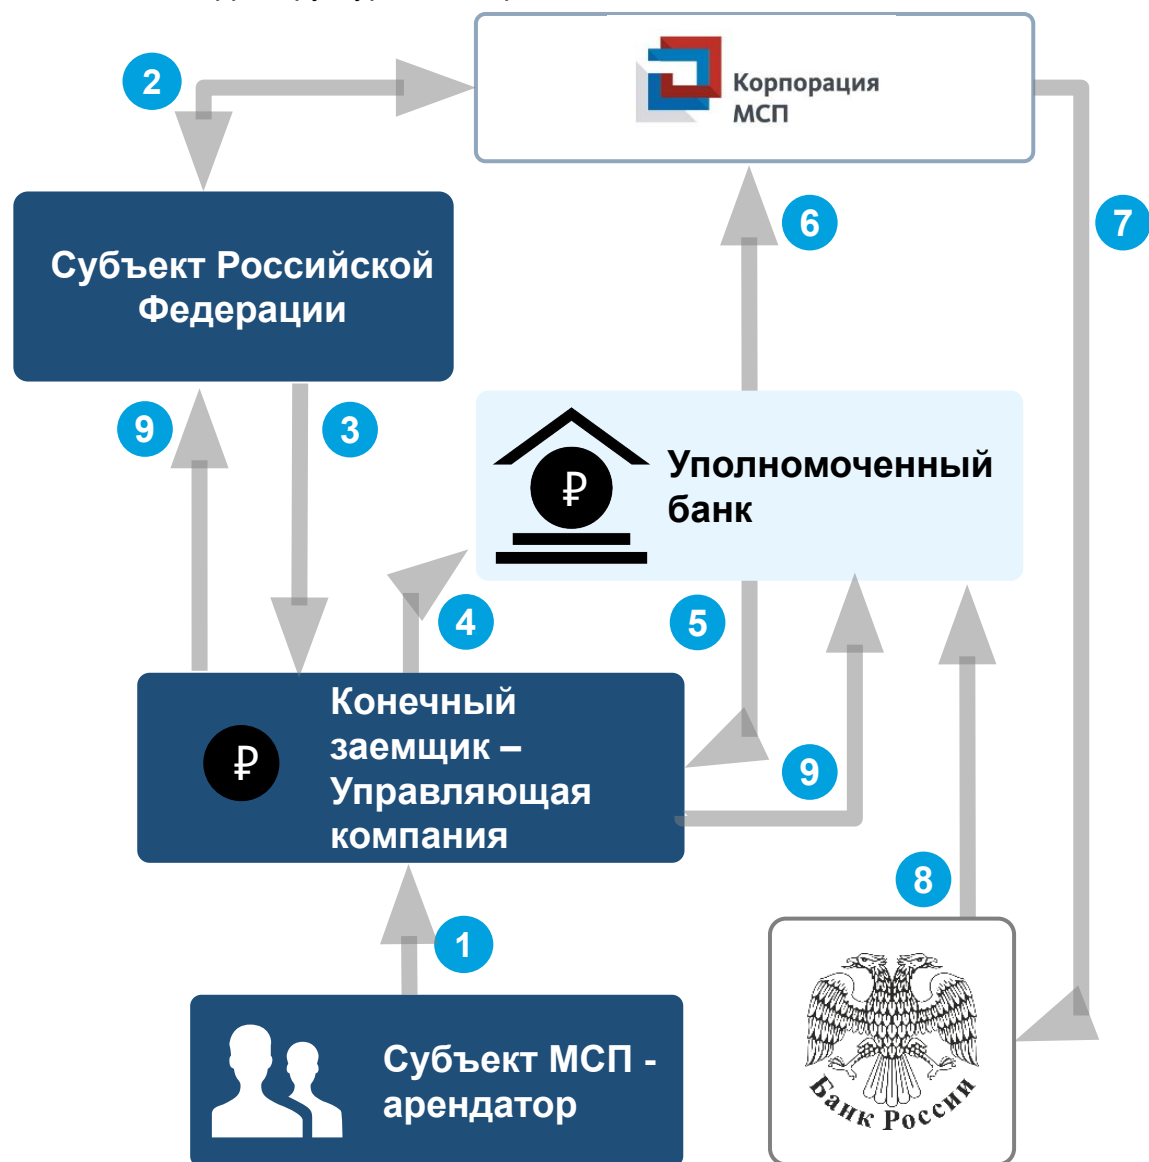 2
Корпорация
МСП
6
7
Субъект Российской
Федерации
9
3
₽
Уполномоченный
банк
4
5
₽
Конечный
заемщик –
Управляющая
компания
9
8
1
Субъект МСП -
арендатор
Банк России